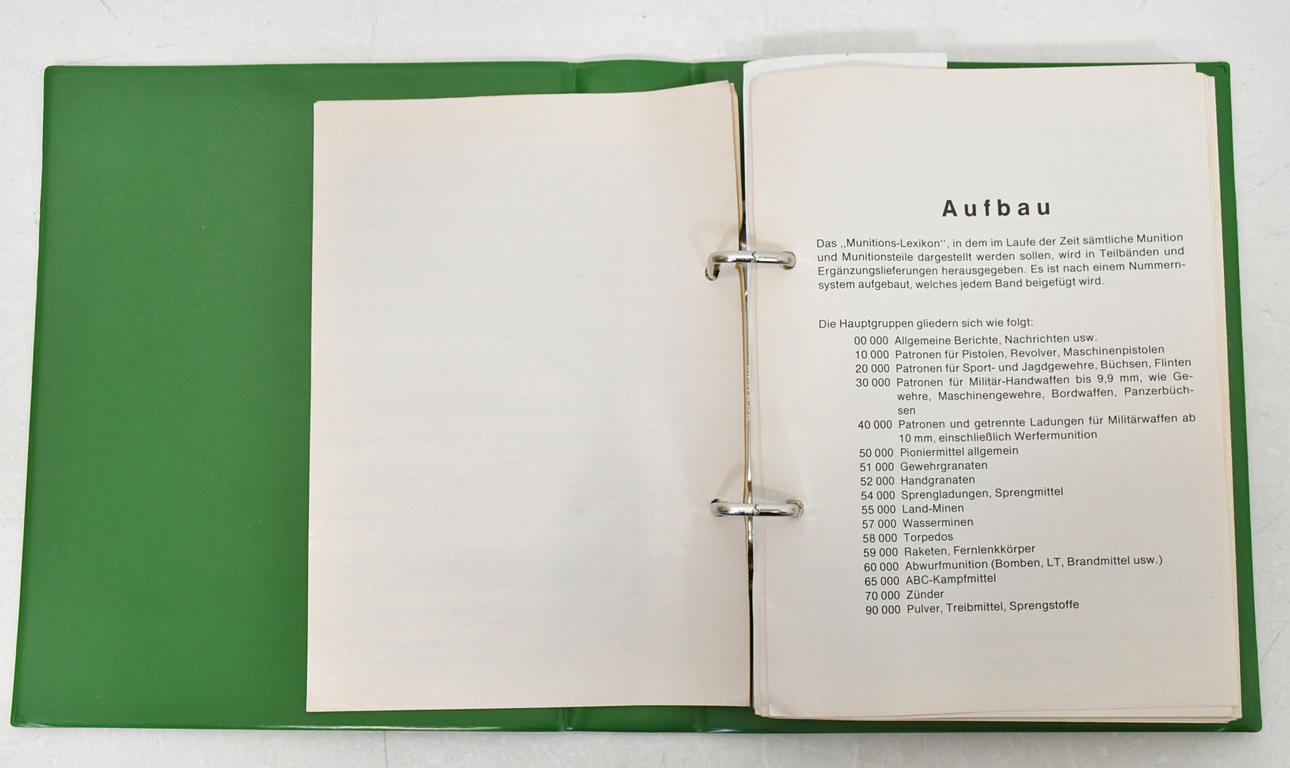 Aufbau
Das „Munitions-Lexikon", in dem im Laufe der Zeit sämtliche Munition
und Munitionsteile dargestellt werden sollen, wird in Teilbänden und
Ergänzungslieferungen herausgegeben. Es ist nach einem Nummern-
system aufgebaut, welches jedem Band beigefügt wird.
Die Hauptgruppen gliedern sich wie folgt:
00 000 Allgemeine Berichte, Nachrichten usw.
10 000 Patronen für Pistolen, Revolver, Maschinenpistolen
20 000 Patronen für Sport- und Jagdgewehre, Büchsen, Flinten
30 000 Patronen für Militär-Handwaffen bis 9,9 mm, wie Ge-
wehre, Maschinengewehre, Bordwaffen, Panzerbüch-
sen
40 000 Patronen und getrennte Ladungen für Militärwaffen ab
10 mm, einschließlich Werfermunition
50 000 Pioniermittel allgemein
51 000 Gewehrgranaten
52 000 Handgranaten
54 000 Sprengladungen, Sprengmittel
55 000 Land-Minen
57 000 Wasserminen
58 000 Torpedos
59 000 Raketen, Fernlenkkörper
60 000 Abwurfmunition (Bomben, LT, Brandmittel usw.)
65 000 ABC-Kampfmittel
70 000 Zünder
90 000 Pulver, Treibmittel, Sprengstoffe